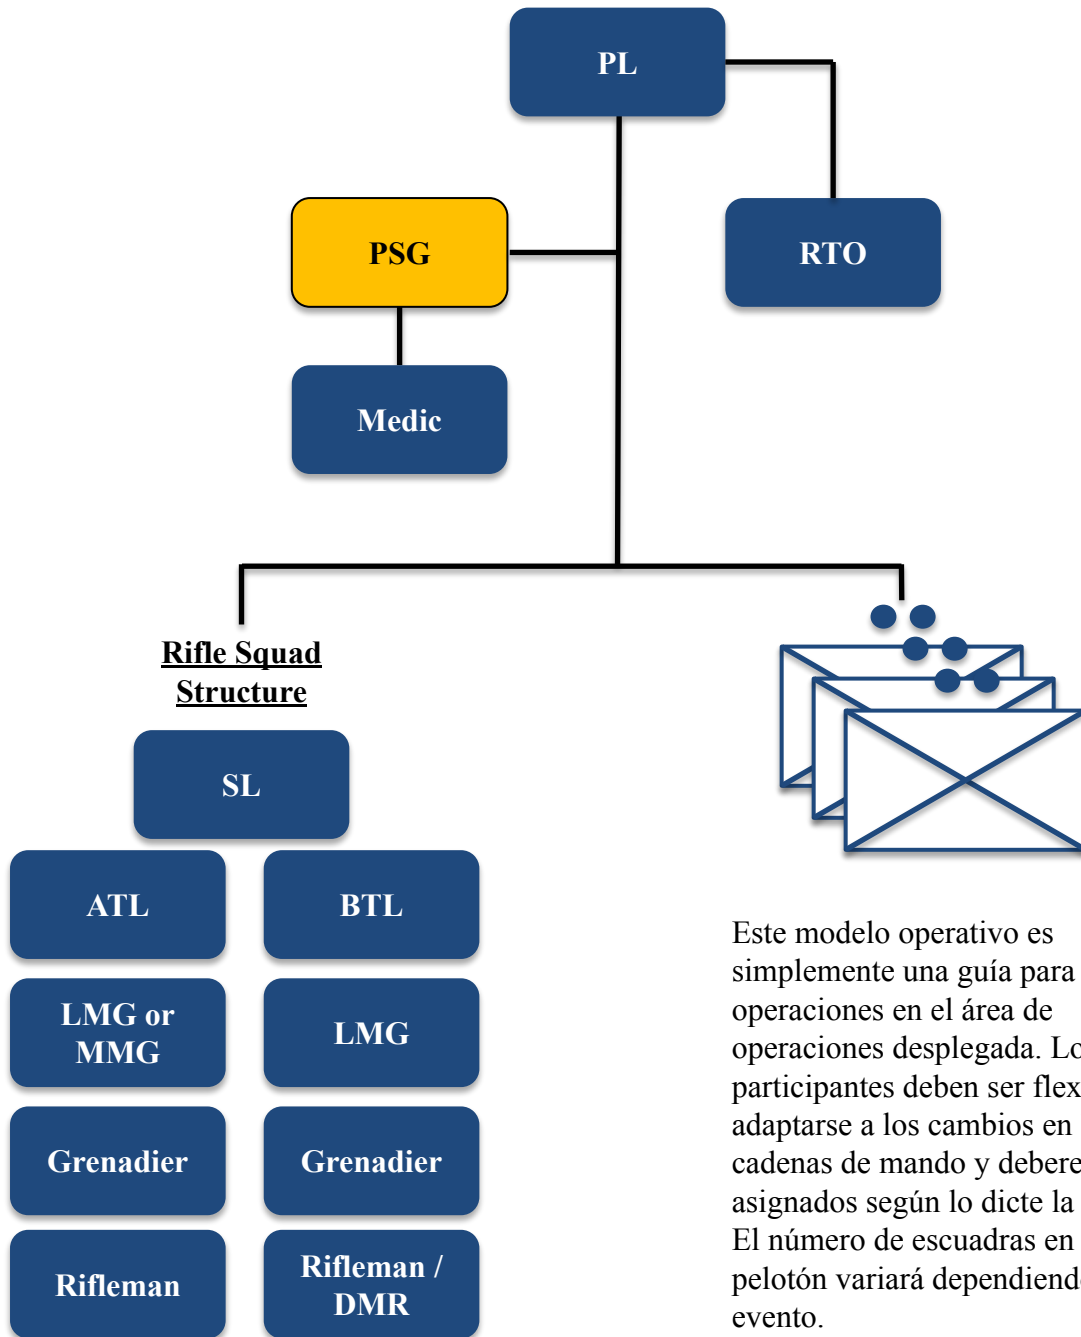 PL
PSG
RTO
Medic
Rifle Squad
Structure
SL
ATL
BTL
LMG or
MMG
LMG
Grenadier
Grenadier
Rifleman
Rifleman /
DMR
Este modelo operativo es
simplemente una guía para
operaciones en el área de
operaciones desplegada.
participantes deben ser
adaptarse a los cambios en
cadenas de mando y
asignados según lo dicte la
El número de escuadras en
pelotón variará
evento.